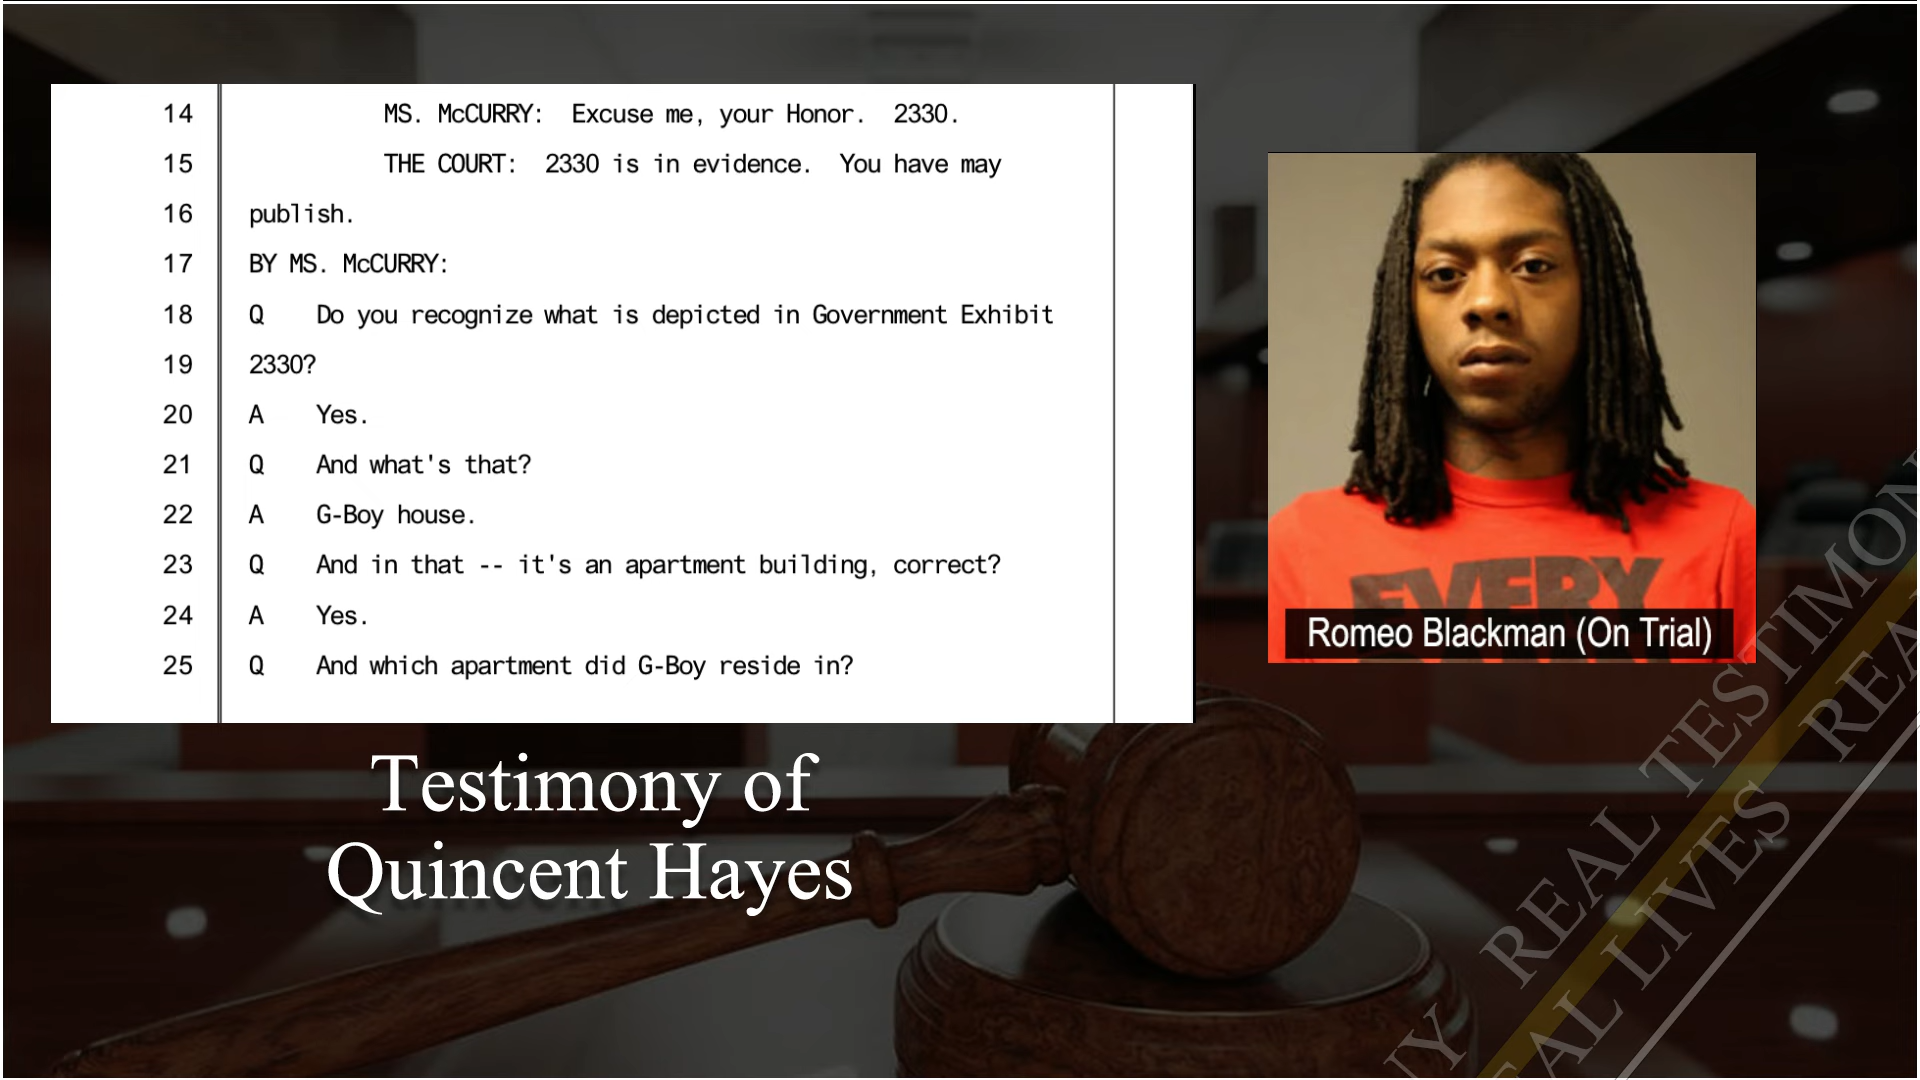 14 MS. McCURRY: Excuse me, your Honor. 2330.
15 THE COURT: 2330 is in evidence. You have may
16 publish.
17 BY MS. McCURRY:
18 Q Do you recognize what is depicted in Government Exhibit
19 2330?
20 A Yes.
21 Q And what's that?
22 A G-Boy house.
23 Q And in that -- it's an apartment building, correct?
24 A Yes.
25 Q And which apartment did G-Boy reside in?
EVERY
Romeo Blackman (On Trial)
Testimony of
Quincent Hayes
REAL TESTIMON
REAL LIVES